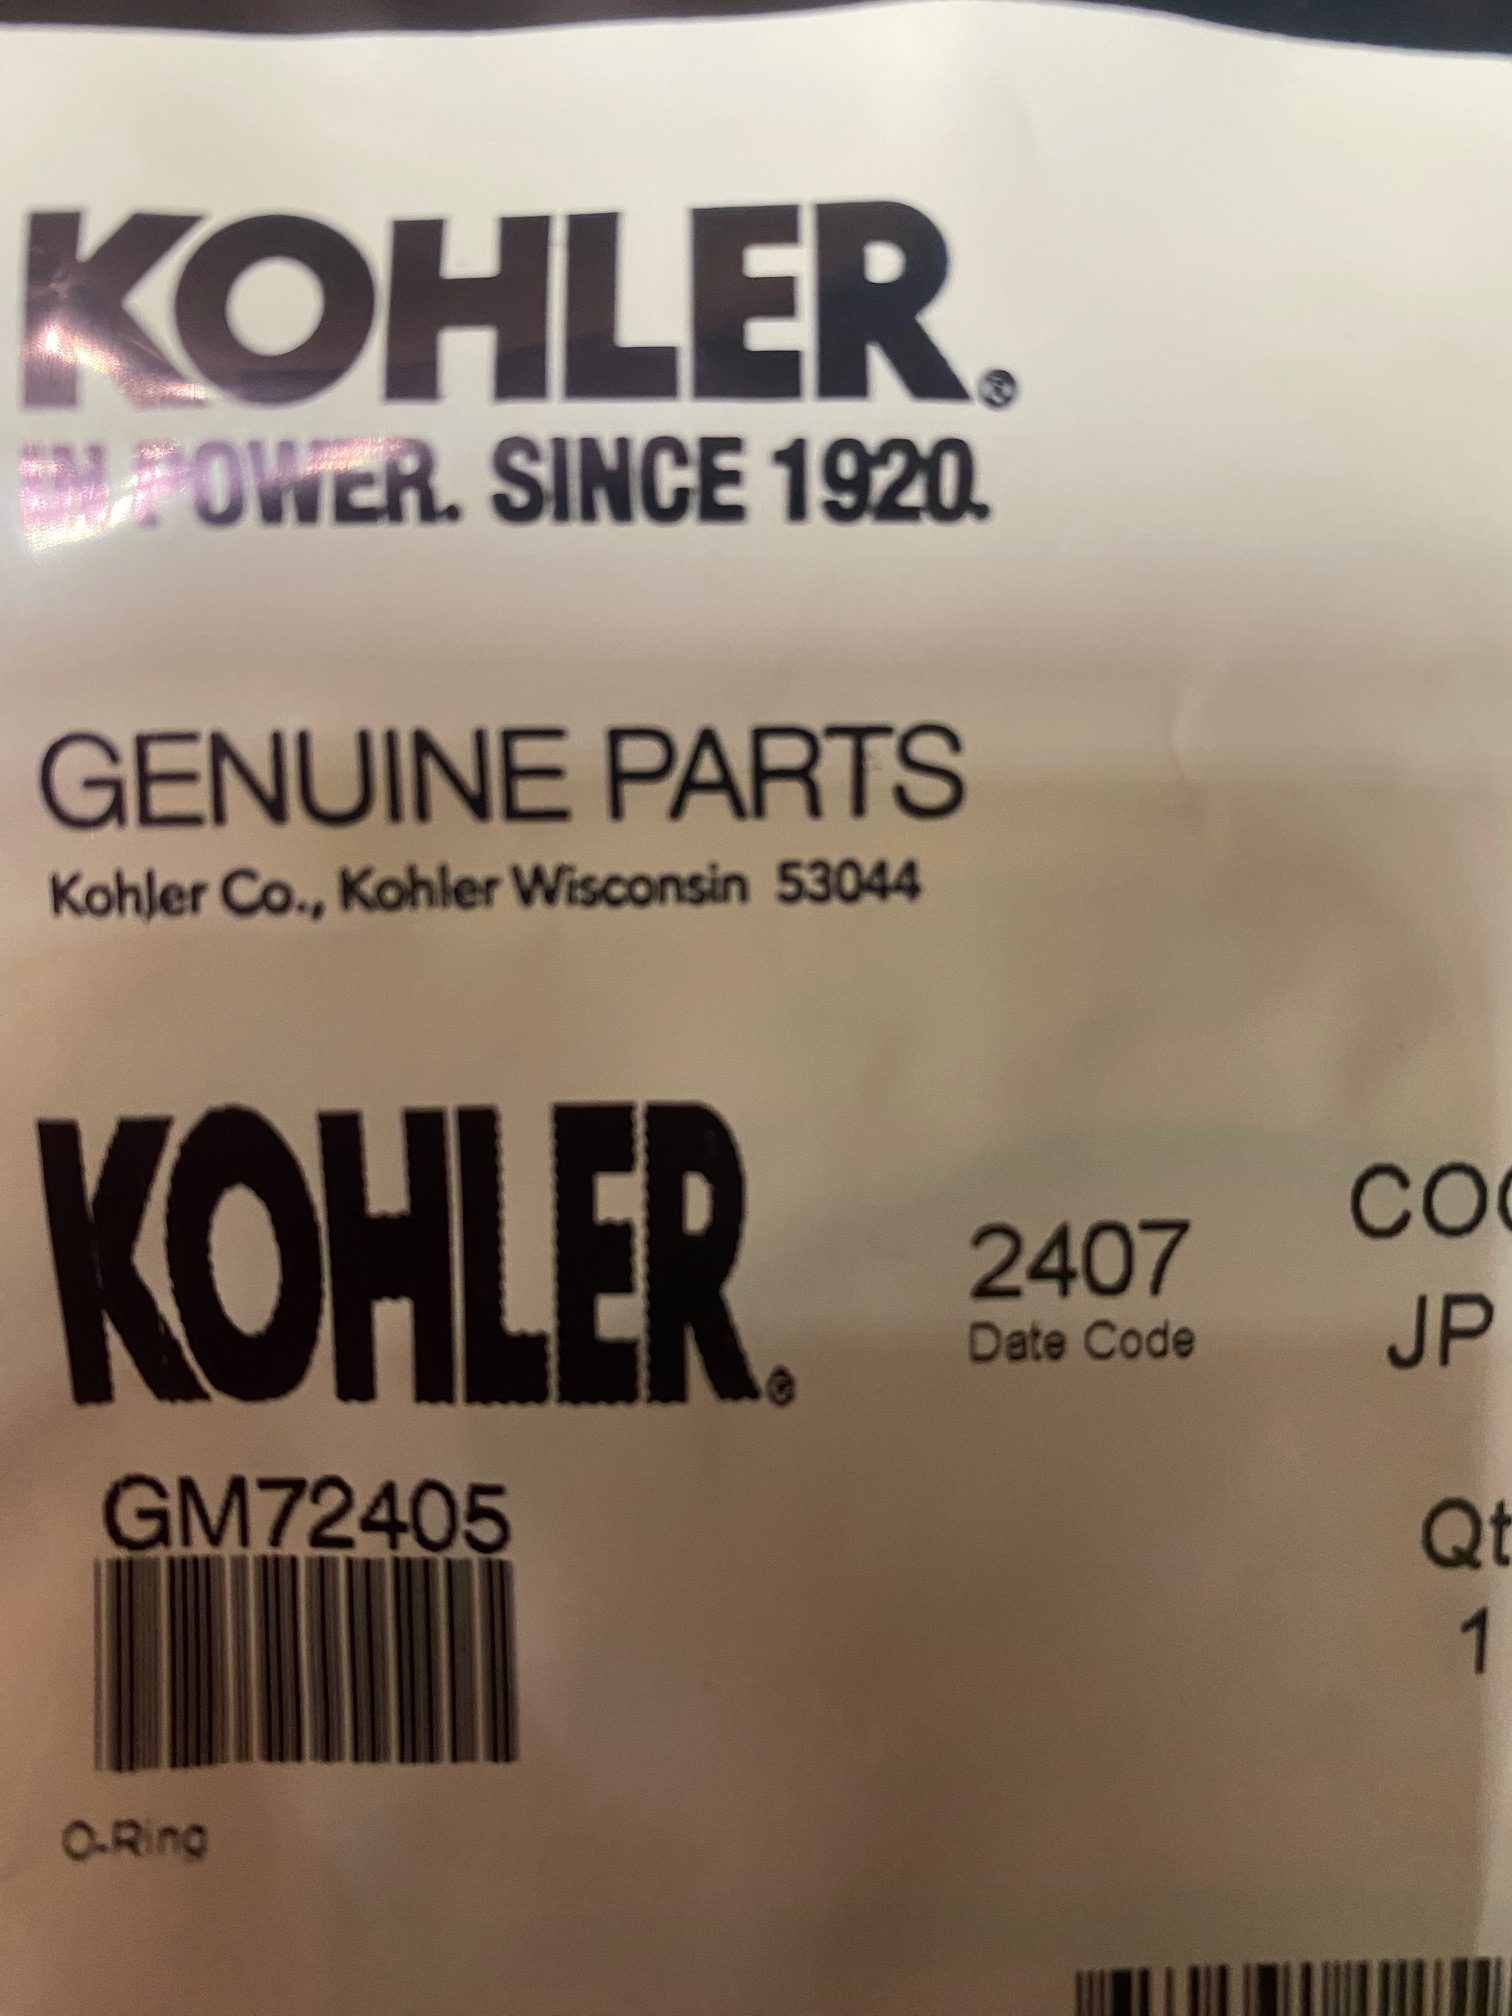 KOHLER®
IN POWER. SINCE 1920.
GENUINE PARTS
Kohler Co., Kohler Wisconsin 53044
KOHLER®
2407
Date Code
JP
GM72405
1
O-Ring